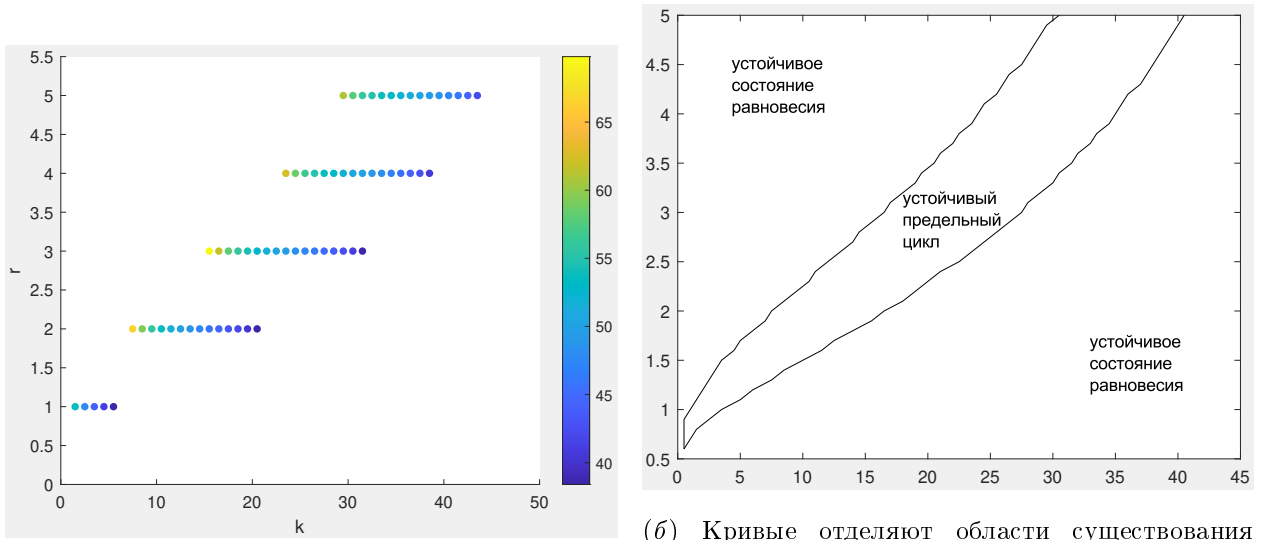 5.5
5
4.5
4
3.5
3
2.5
2
1.5
1
0.5
0
r
0 10 20 30 40 50
k
65
60
55
50
45
40
5
4.5
4
3.5
3
2.5
2
1.5
1
0.5
0 5 10 15 20 25 30 35 40 45
устойчивое
состояние
равновесия
устойчивый
предельный
цикл
устойчивое
состояние
равновесия
(б) Кривые отделяют области существования